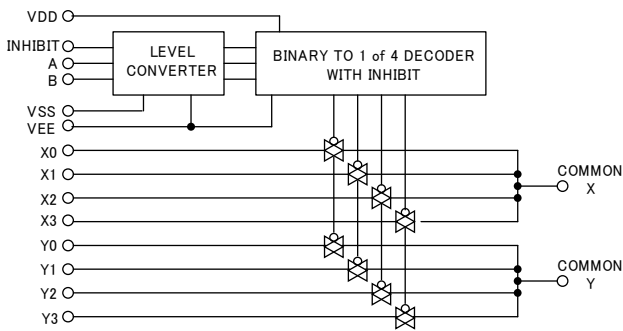 VDD
INHIBIT
A
B
LEVEL
CONVERTER
BINARY TO 1 of 4 DECODER
WITH INHIBIT
VSS
VEE
X0
X1
X2
X3
COMMON
X
Y0
Y1
Y2
Y3
COMMON
Y